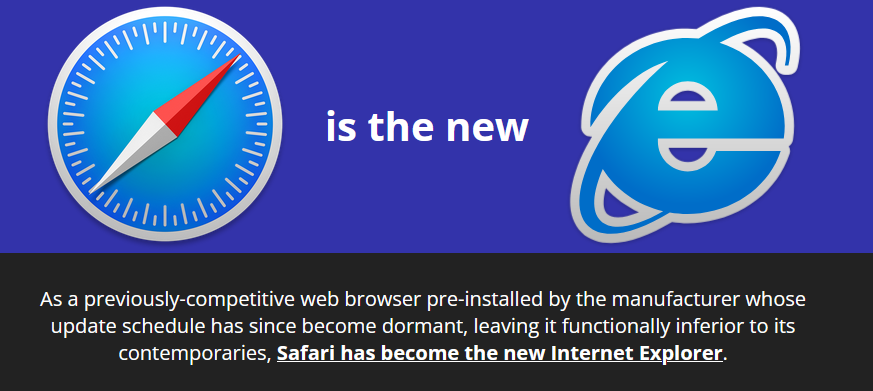 is the new
As a previously-competitive web browser pre-installed by the manufacturer whose
update schedule has since become dormant, leaving it functionally inferior to its
contemporaries, Safari has become the new Internet Explorer.